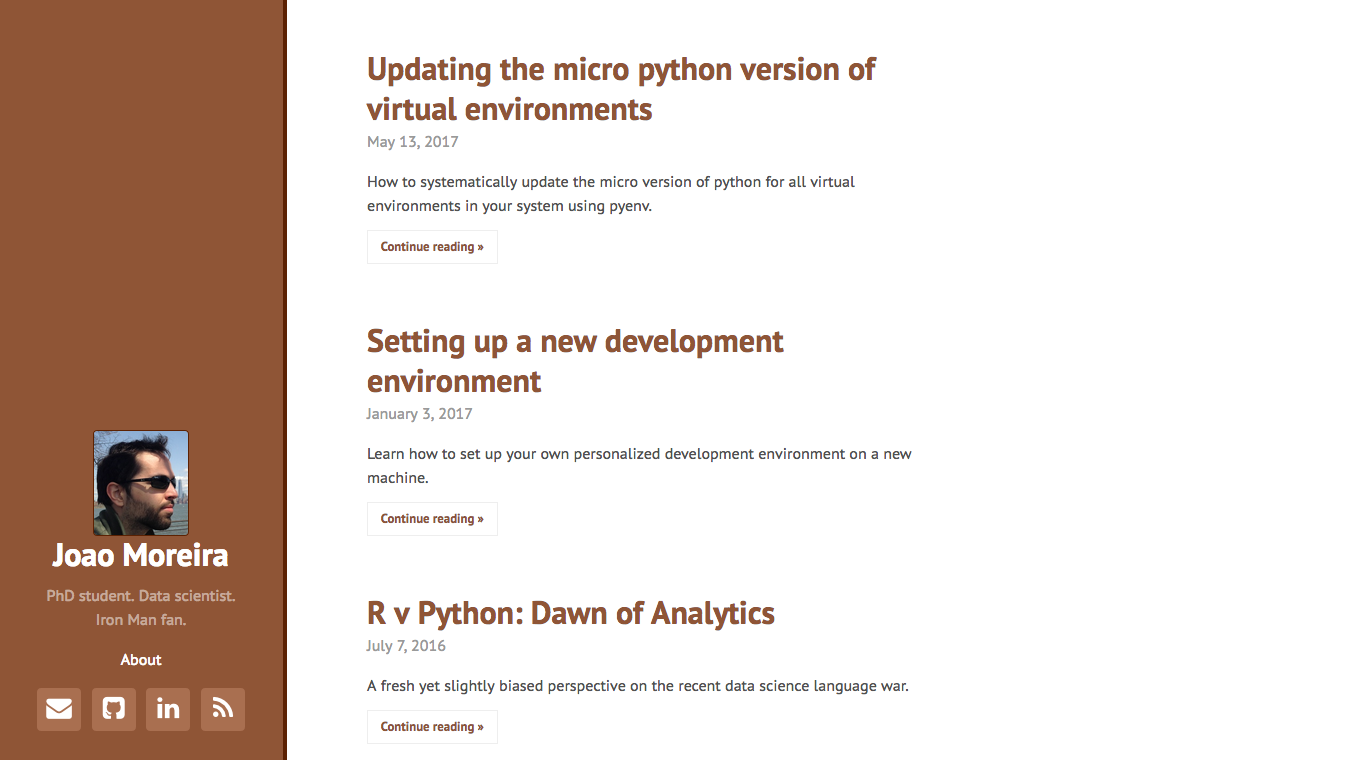 Joao Moreira
PhD student. Data scientist.
Iron Man fan.
About
Updating the micro python version of
virtual environments
May 13, 2017
How to systematically update the micro version of python for all virtual
environments in your system using pyenv.
Continue reading »
Setting up a new development
environment
January 3, 2017
Learn how to set up your own personalized development environment on a new
machine.
Continue reading »
R v Python: Dawn of Analytics
July 7, 2016
A fresh yet slightly biased perspective on the recent data science language war.
Continue reading »